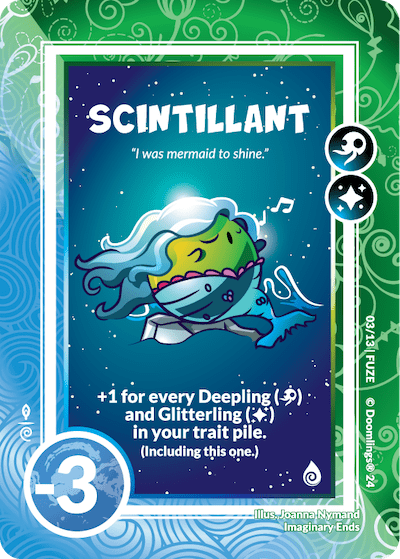 SCINTILLANT
“I was mermaid to shine.”
+1 for every Deepling ( )
and Glitterling ( )
in your trait pile.
(Including this one.)
03/13 | FUZE © Doomlings® 24
-3
Illus. Joanna Nymand
Imaginary Ends